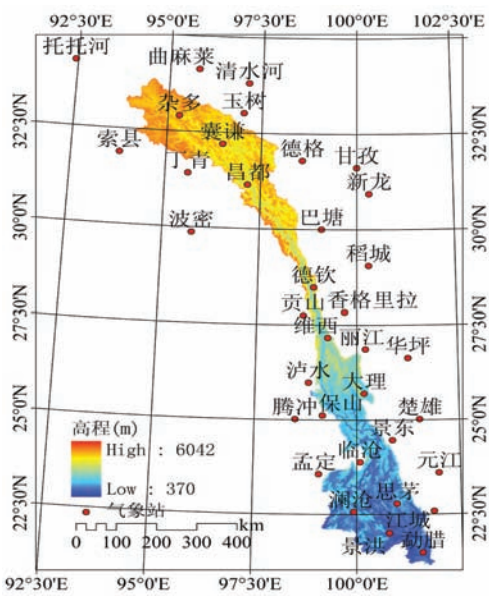 92°30′E 95°0′E 97°30′E 100°0′E 102°30′E
托托河
曲麻莱
清水河
杂多
玉树
32°30′N
32°30′N
索县
囊谦
丁青
昌都
德格
甘孜
新龙
30°0′N
30°0′N
波密
巴塘
稻城
德钦
贡山
香格里拉
27°30′N
27°30′N
维西
丽江
华坪
泸水
大理
25°0′N
25°0′N
腾冲
保山
楚雄
高程(m)
景东
High : 6042
临沧
孟定
元江
Low : 370
思茅
澜沧
22°30′N
22°30′N
气象站
江城
km
0 100 200 300 400
景洪
勐腊
92°30′E 95°0′E 97°30′E 100°0′E